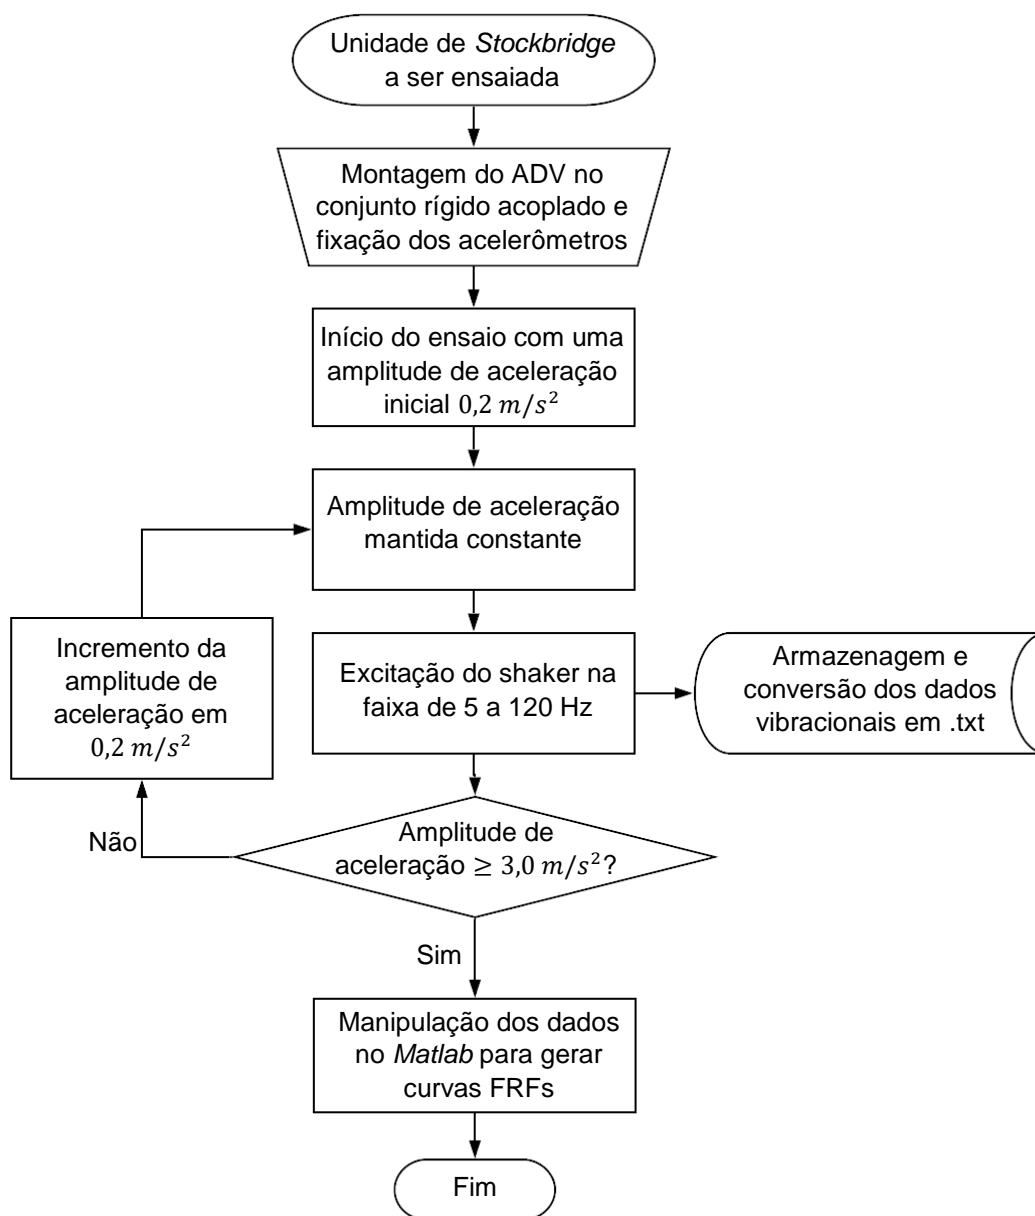 Unidade de Stockbridge
a ser ensaiada
Montagem do ADV no
conjunto rígido acoplado e
fixação dos acelerômetros
Início do ensaio com uma
amplitude de aceleração
inicial 0,2 m/s²
Amplitude de aceleração
mantida constante
Incremento da
amplitude de
aceleração em
0,2 m/s²
Excitação do shaker na
faixa de 5 a 120 Hz
Armazenagem e
conversão dos dados
vibracionais em .txt
Não
Amplitude de
aceleração ≥ 3,0 m/s²?
Sim
Manipulação dos dados
no Matlab para gerar
curvas FRFs
Fim